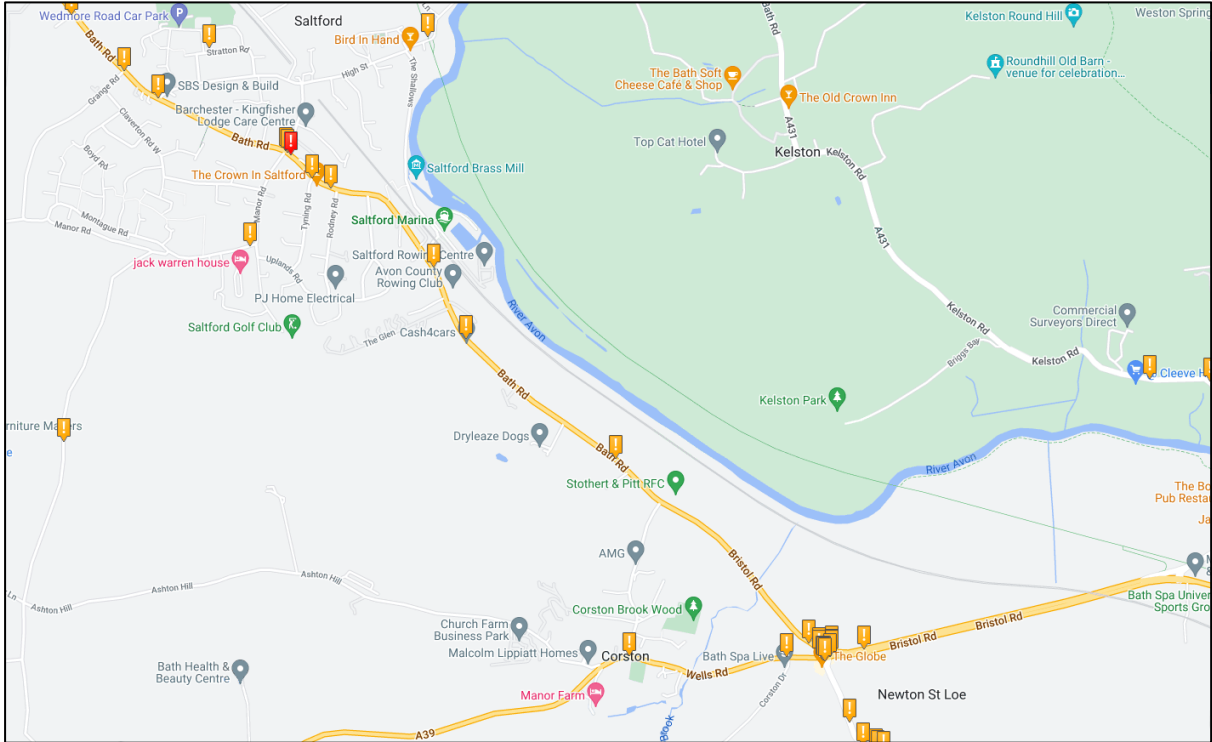 Wedmore Road Car Park
Saltford
Ln
Bath Rd
Kelston Round Hill
Weston Spring
Bath Rd
Stratton Rd
Bird In Hand
The Shallows
High St
Roundhill Old Barn -
venue for celebration...
The Bath Soft
Cheese Café & Shop
Grange Rd
SBS Design & Build
The Old Crown Inn
Barchester - Kingfisher
Lodge Care Centre
Claverton Rd W
Bath Rd
A431
Boyd Rd
Top Cat Hotel
Kelston
Kelston Rd
Saltford Brass Mill
The Crown In Saltford
Manor Rd
Tyning Rd
Rodney Rd
Montague Rd
Manor Rd
Saltford Marina
A431
jack warren house
Uplands Rd
Saltford Rowing Centre
Avon County
Rowing Club
PJ Home Electrical
River Avon
Kelston Rd
Commercial
Surveyors Direct
Saltford Golf Club
The Glen
Cash4cars
Briggs Bay
Kelston Rd
Cleeve H
Bath Rd
Kelston Park
rniture Makers
e
Dryleaze Dogs
Bath Rd
River Avon
Stothert & Pitt RFC
The Bo
Pub Restau
Ja
AMG
Bristol Rd
M
&
Ashton Hill
Ashton Hill
Ln
Ashton Hill
Corston Brook Wood
Bath Spa Univer
Sports Gro
Church Farm
Business Park
Bristol Rd
Bristol Rd
Malcolm Lippiatt Homes
Corston
Bath Spa Live
The Globe
Wells Rd
Bath Health &
Beauty Centre
Corston Dr
Manor Farm
Newton St Loe
ook
A39